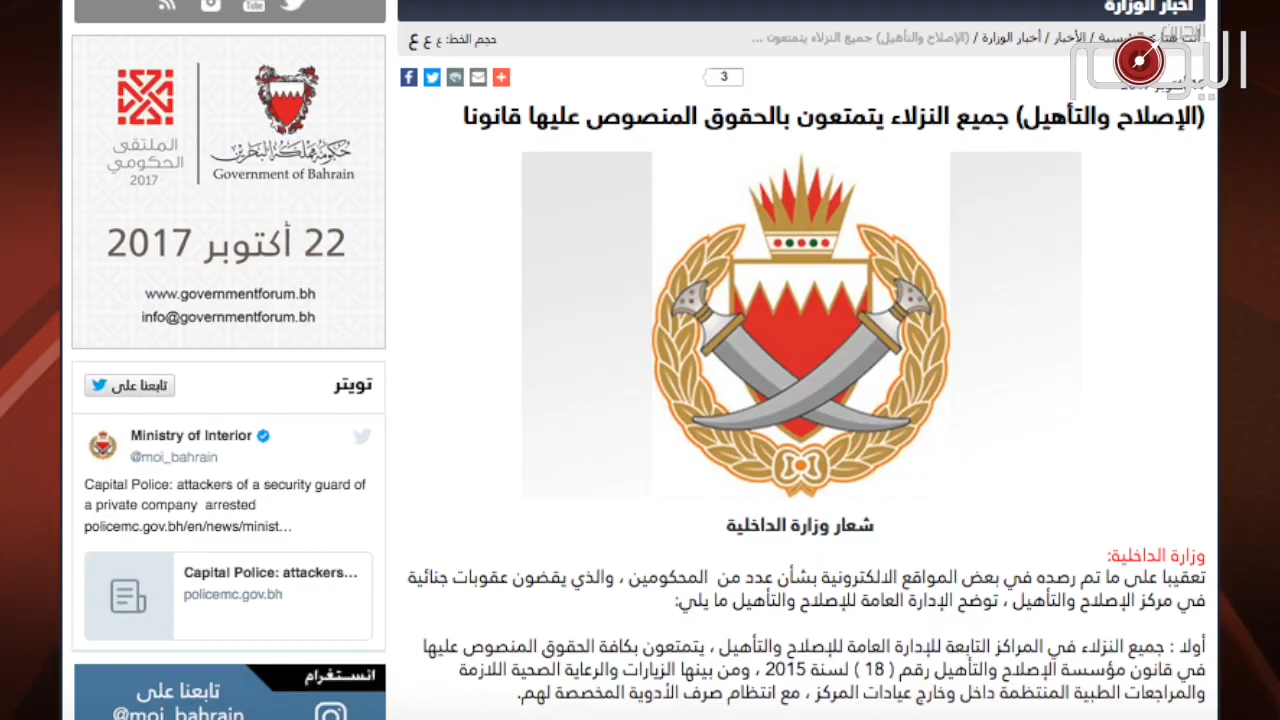 أخبار الوزارة
الأخبار / أخبار الوزارة / (الإصلاح والتأهيل) جميع النزلاء يتمتعون ...
حجم الخط: ع ع ع
البحرين
اليوم
3
(الإصلاح والتأهيل) جميع النزلاء يتمتعون بالحقوق المنصوص عليها قانونا
شعار وزارة الداخلية
وزارة الداخلية:
تعقيبا على ما تم رصده في بعض المواقع الالكترونية بشأن عدد من المحكومين ، والذي يقضون عقوبات جنائية
في مركز الإصلاح والتأهيل ، توضح الإدارة العامة للإصلاح والتأهيل ما يلي:
أولا : جميع النزلاء في المراكز التابعة للإدارة العامة للإصلاح والتأهيل ، يتمتعون بكافة الحقوق المنصوص عليها
في قانون مؤسسة الإصلاح والتأهيل رقم ( 18 ) لسنة 2015 ، ومن بينها الزيارات والرعاية الصحية اللازمة
والمراجعات الطبية المنتظمة داخل وخارج عيادات المركز ، مع انتظام صرف الأدوية المخصصة لهم.
You
Tube
حكومة مملكة البحرين
Government of Bahrain
الملتقى
الحكومي
2017
22 أكتوبر 2017
www.governmentforum.bh
info@governmentforum.bh
تويتر
تابعنا على
Ministry of Interior
@moi_bahrain
Capital Police: attackers of a security guard of
a private company arrested
policemc.gov.bh/en/news/minist…
Capital Police: attackers...
policemc.gov.bh
انستغرام
تابعنا على
@moi_bahrain